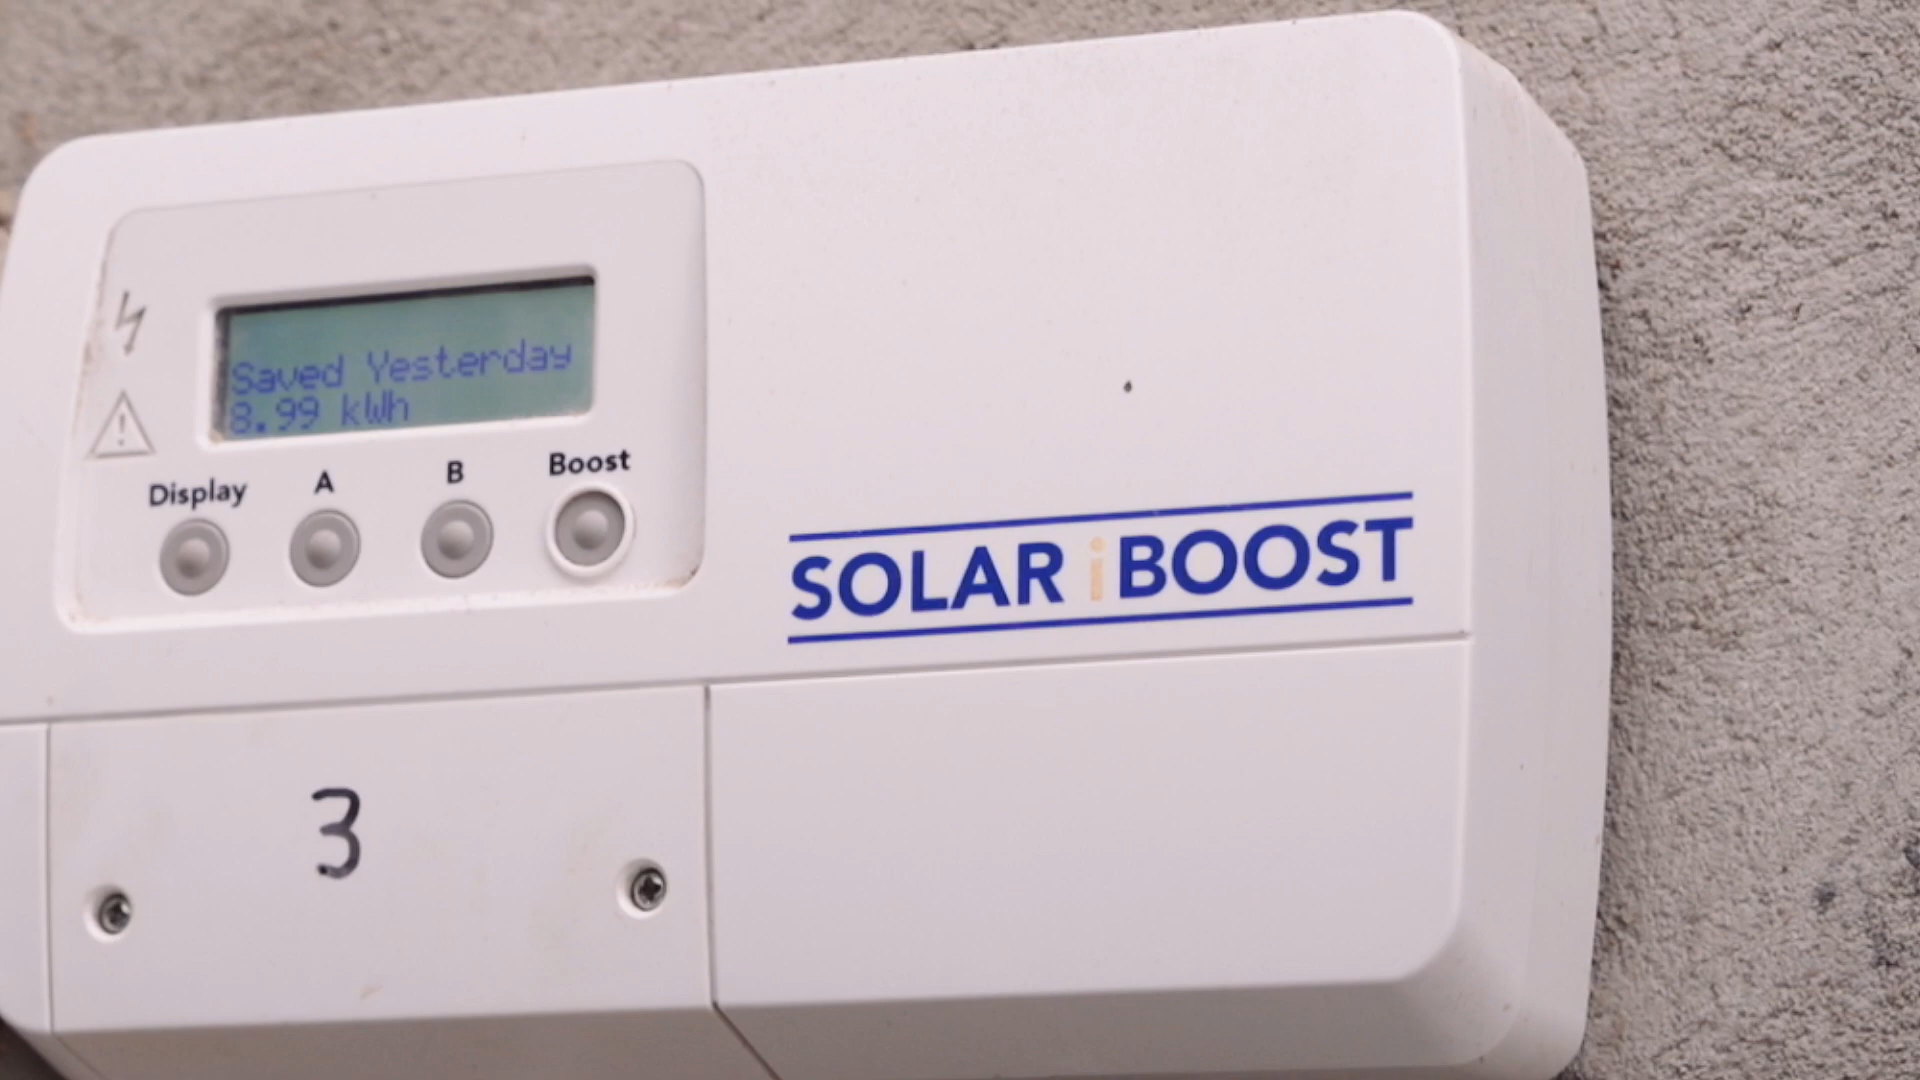 Saved Yesterday
8.99 kWh
Display A B Boost
SOLAR iBOOST
3